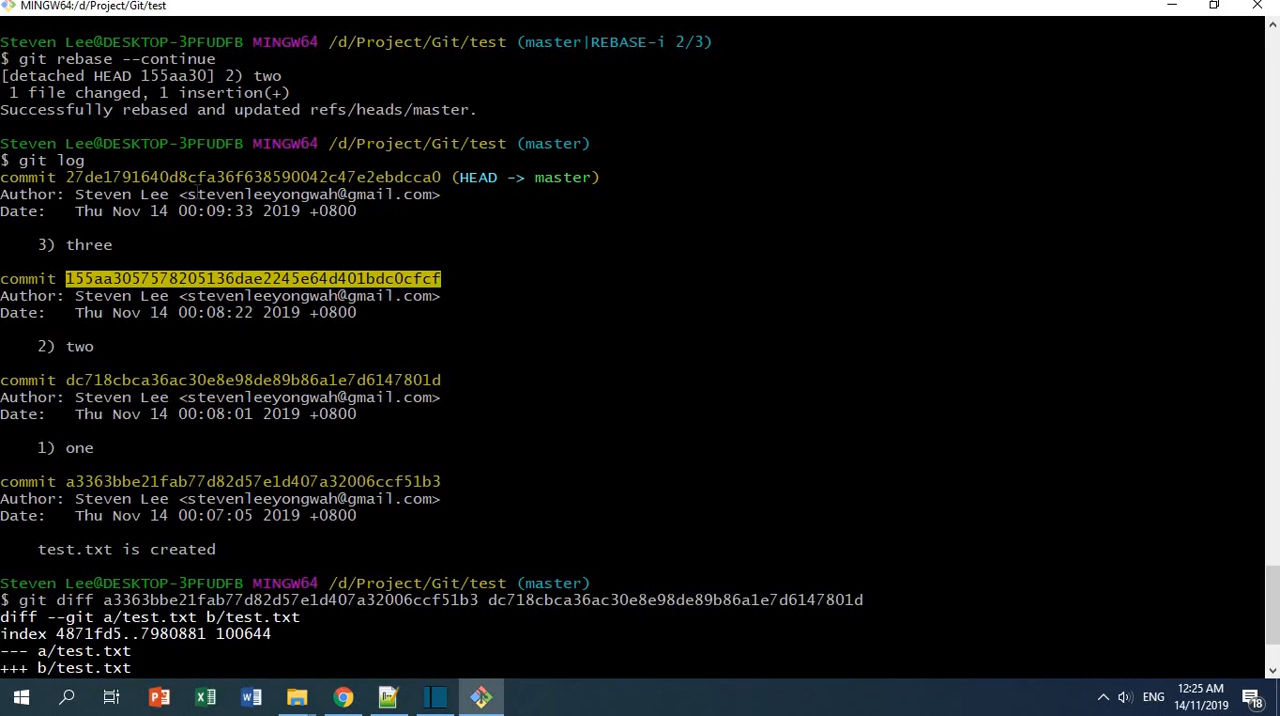 MINGW64:/d/Project/Git/test
Steven Lee@DESKTOP-3PFUDFB MINGW64 /d/Project/Git/test (master|REBASE-i 2/3)
$ git rebase --continue
[detached HEAD 155aa30] 2) two
1 file changed, 1 insertion(+)
Successfully rebased and updated refs/heads/master.
Steven Lee@DESKTOP-3PFUDFB MINGW64 /d/Project/Git/test (master)
$ git log
commit 27de1791640d8cfa36f638590042c47e2ebdcca0 (HEAD -> master)
Author: Steven Lee <stevenleeyongwah@gmail.com>
Date:   Thu Nov 14 00:09:33 2019 +0800
3) three
commit 155aa3057578205136dae2245e64d401bdc0cfcf
Author: Steven Lee <stevenleeyongwah@gmail.com>
Date:   Thu Nov 14 00:08:22 2019 +0800
2) two
commit dc718cbca36ac30e8e98de89b86a1e7d6147801d
Author: Steven Lee <stevenleeyongwah@gmail.com>
Date:   Thu Nov 14 00:08:01 2019 +0800
1) one
commit a3363bbe21fab77d82d57e1d407a32006ccf51b3
Author: Steven Lee <stevenleeyongwah@gmail.com>
Date:   Thu Nov 14 00:07:05 2019 +0800
test.txt is created
Steven Lee@DESKTOP-3PFUDFB MINGW64 /d/Project/Git/test (master)
$ git diff a3363bbe21fab77d82d57e1d407a32006ccf51b3 dc718cbca36ac30e8e98de89b86a1e7d6147801d
diff --git a/test.txt b/test.txt
index 4871fd5..7980881 100644
--- a/test.txt
+++ b/test.txt
ENG
12:25 AM
14/11/2019
18